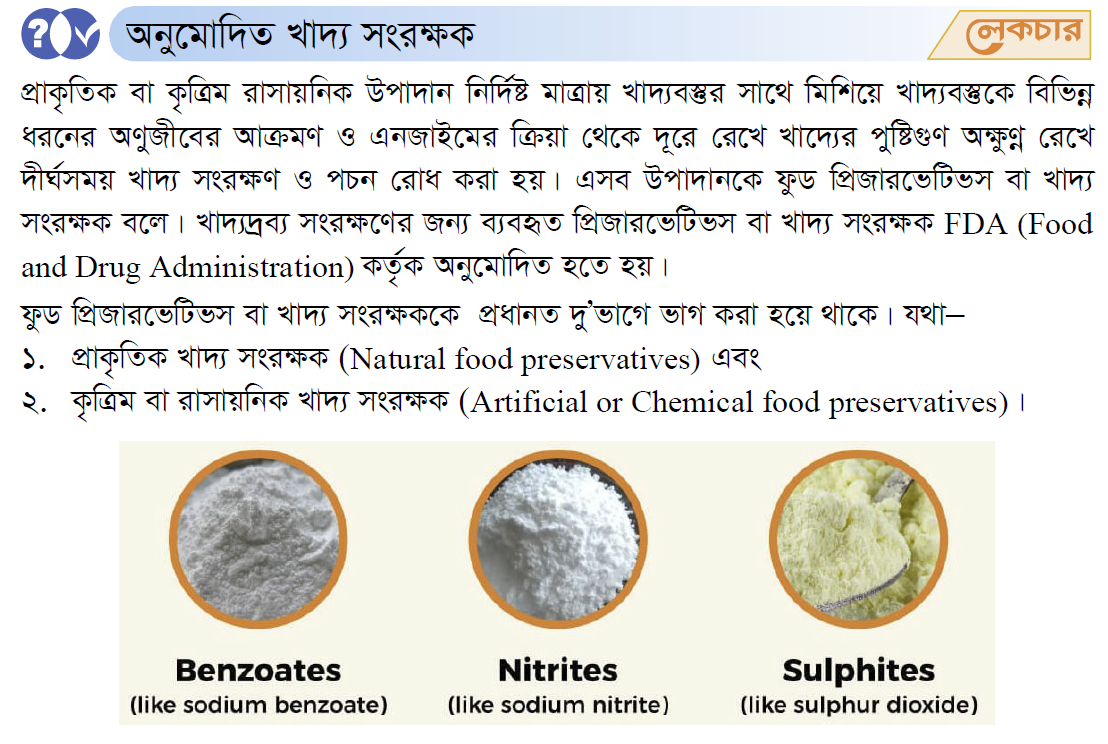 অনুমোদিত খাদ্য সংরক্ষক
লেকচার
প্রাকৃতিক বা কৃত্রিম রাসায়নিক উপাদান নির্দিষ্ট মাত্রায় খাদ্যবস্তুর সাথে মিশিয়ে খাদ্যবস্তুকে বিভিন্ন
ধরনের অণুজীবের আক্রমণ ও এনজাইমের ক্রিয়া থেকে দূরে রেখে খাদ্যের পুষ্টিগুণ অক্ষুণ্ণ রেখে
দীর্ঘসময় খাদ্য সংরক্ষণ ও পচন রোধ করা হয়। এসব উপাদানকে ফুড প্রিজারভেটিভস বা খাদ্য
সংরক্ষক বলে। খাদ্যদ্রব্য সংরক্ষণের জন্য ব্যবহৃত প্রিজারভেটিভস বা খাদ্য সংরক্ষক FDA (Food
and Drug Administration) কর্তৃক অনুমোদিত হতে হয়।
ফুড প্রিজারভেটিভস বা খাদ্য সংরক্ষককে প্রধানত দু’ভাগে ভাগ করা হয়ে থাকে। যথা–
১. প্রাকৃতিক খাদ্য সংরক্ষক (Natural food preservatives) এবং
২. কৃত্রিম বা রাসায়নিক খাদ্য সংরক্ষক (Artificial or Chemical food preservatives)।
Benzoates
(like sodium benzoate)
Nitrites
(like sodium nitrite)
Sulphites
(like sulphur dioxide)